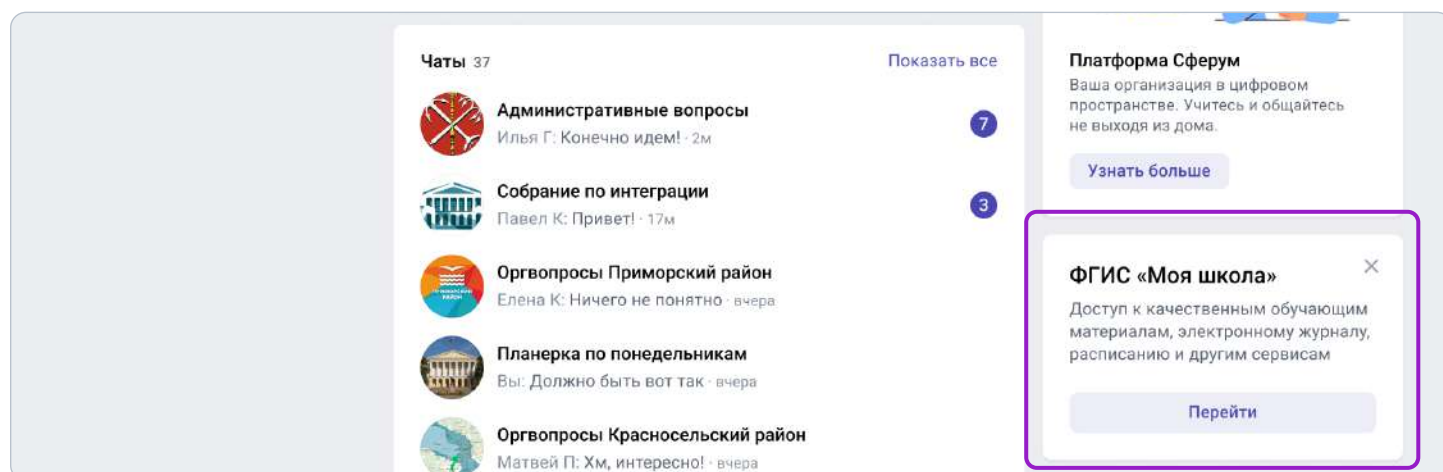 Чаты 37
Показать все
Административные вопросы
Илья Г: Конечно идем! · 2м
7
Собрание по интеграции
Павел К: Привет! · 17м
3
Оргвопросы Приморский район
Елена К: Ничего не понятно · вчера
Планерка по понедельникам
Вы: Должно быть вот так · вчера
Оргвопросы Красносельский район
Матвей П: Хм, интересно! · вчера
Платформа Сферум
Ваша организация в цифровом
пространстве. Учитесь и общайтесь
не выходя из дома.
Узнать больше
ФГИС «Моя школа»
Доступ к качественным обучающим
материалам, электронному журналу,
расписанию и другим сервисам
Перейти